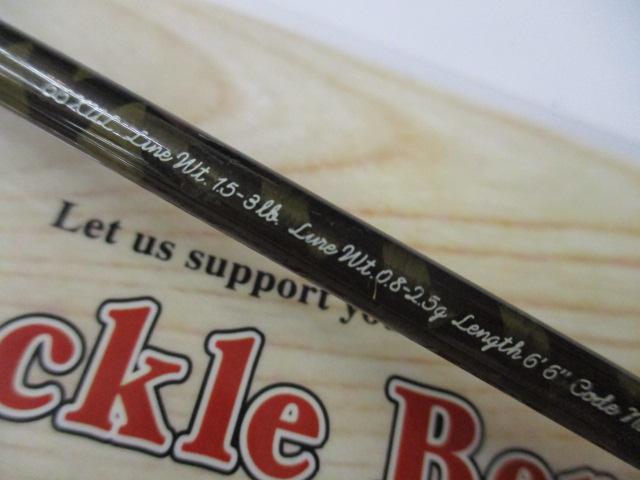 65XUL Line Wt. 1.5-3lb. Lure Wt. 0.8-2.5g Length 6' 6" Code
Let us support
ckle